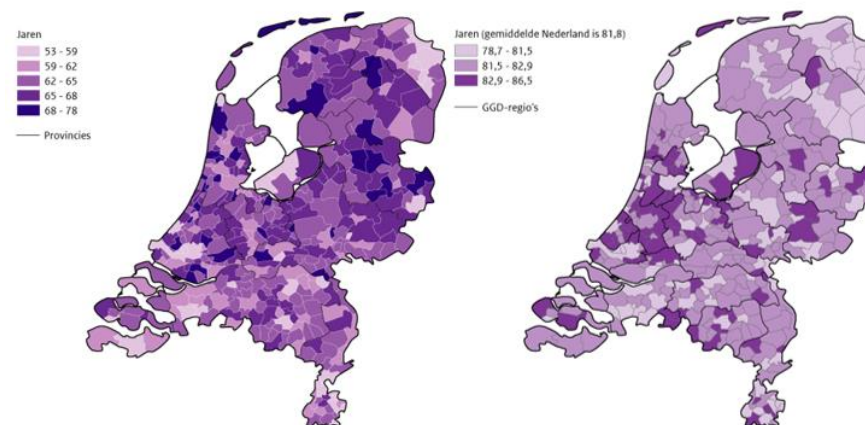 Jaren
53 - 59
59 - 62
62 - 65
65 - 68
68 - 78
Provincies
Jaren (gemiddelde Nederland is 81,8)
78,7 - 81,5
81,5 - 82,9
82,9 - 86,5
GGD-regio's